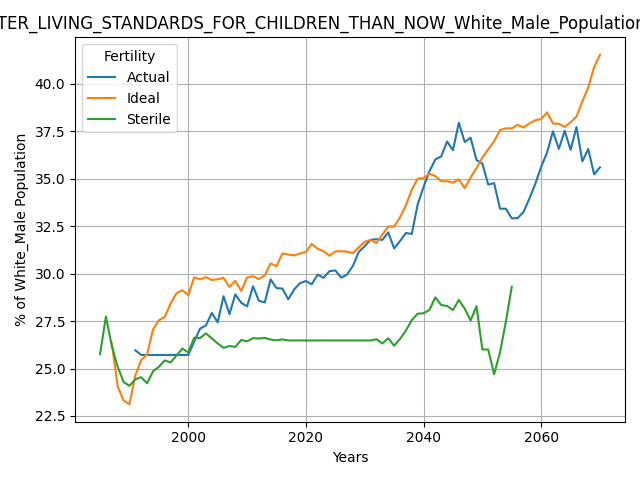 TER_LIVING_STANDARDS_FOR_CHILDREN_THAN_NOW_White_Male_Population
Fertility
Actual
Ideal
Sterile
% of White_Male Population
40.0
37.5
35.0
32.5
30.0
27.5
25.0
22.5
2000
2020
2040
2060
Years